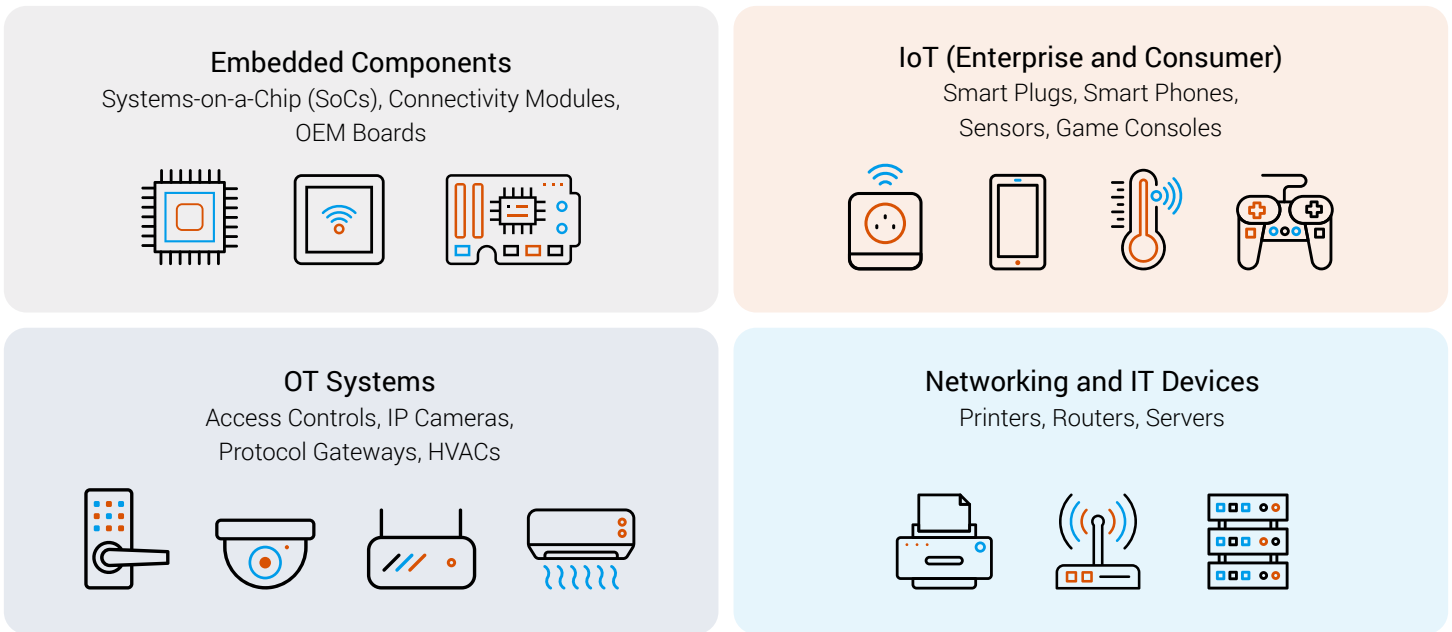 Embedded Components
Systems-on-a-Chip (SoCs), Connectivity Modules,
OEM Boards
IoT (Enterprise and Consumer)
Smart Plugs, Smart Phones,
Sensors, Game Consoles
OT Systems
Access Controls, IP Cameras,
Protocol Gateways, HVACs
Networking and IT Devices
Printers, Routers, Servers